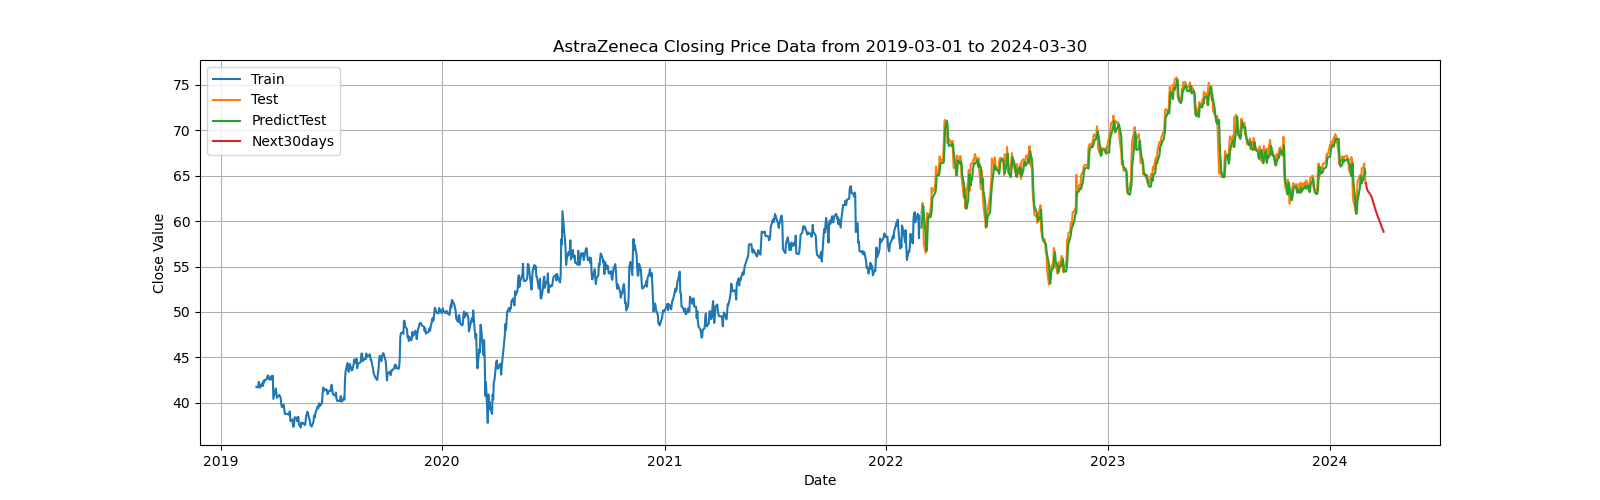 AstraZeneca Closing Price Data from 2019-03-01 to 2024-03-30
Train
Test
PredictTest
Next30days
Close Value
75
70
65
60
55
50
45
40
2019
2020
2021
2022
2023
2024
Date